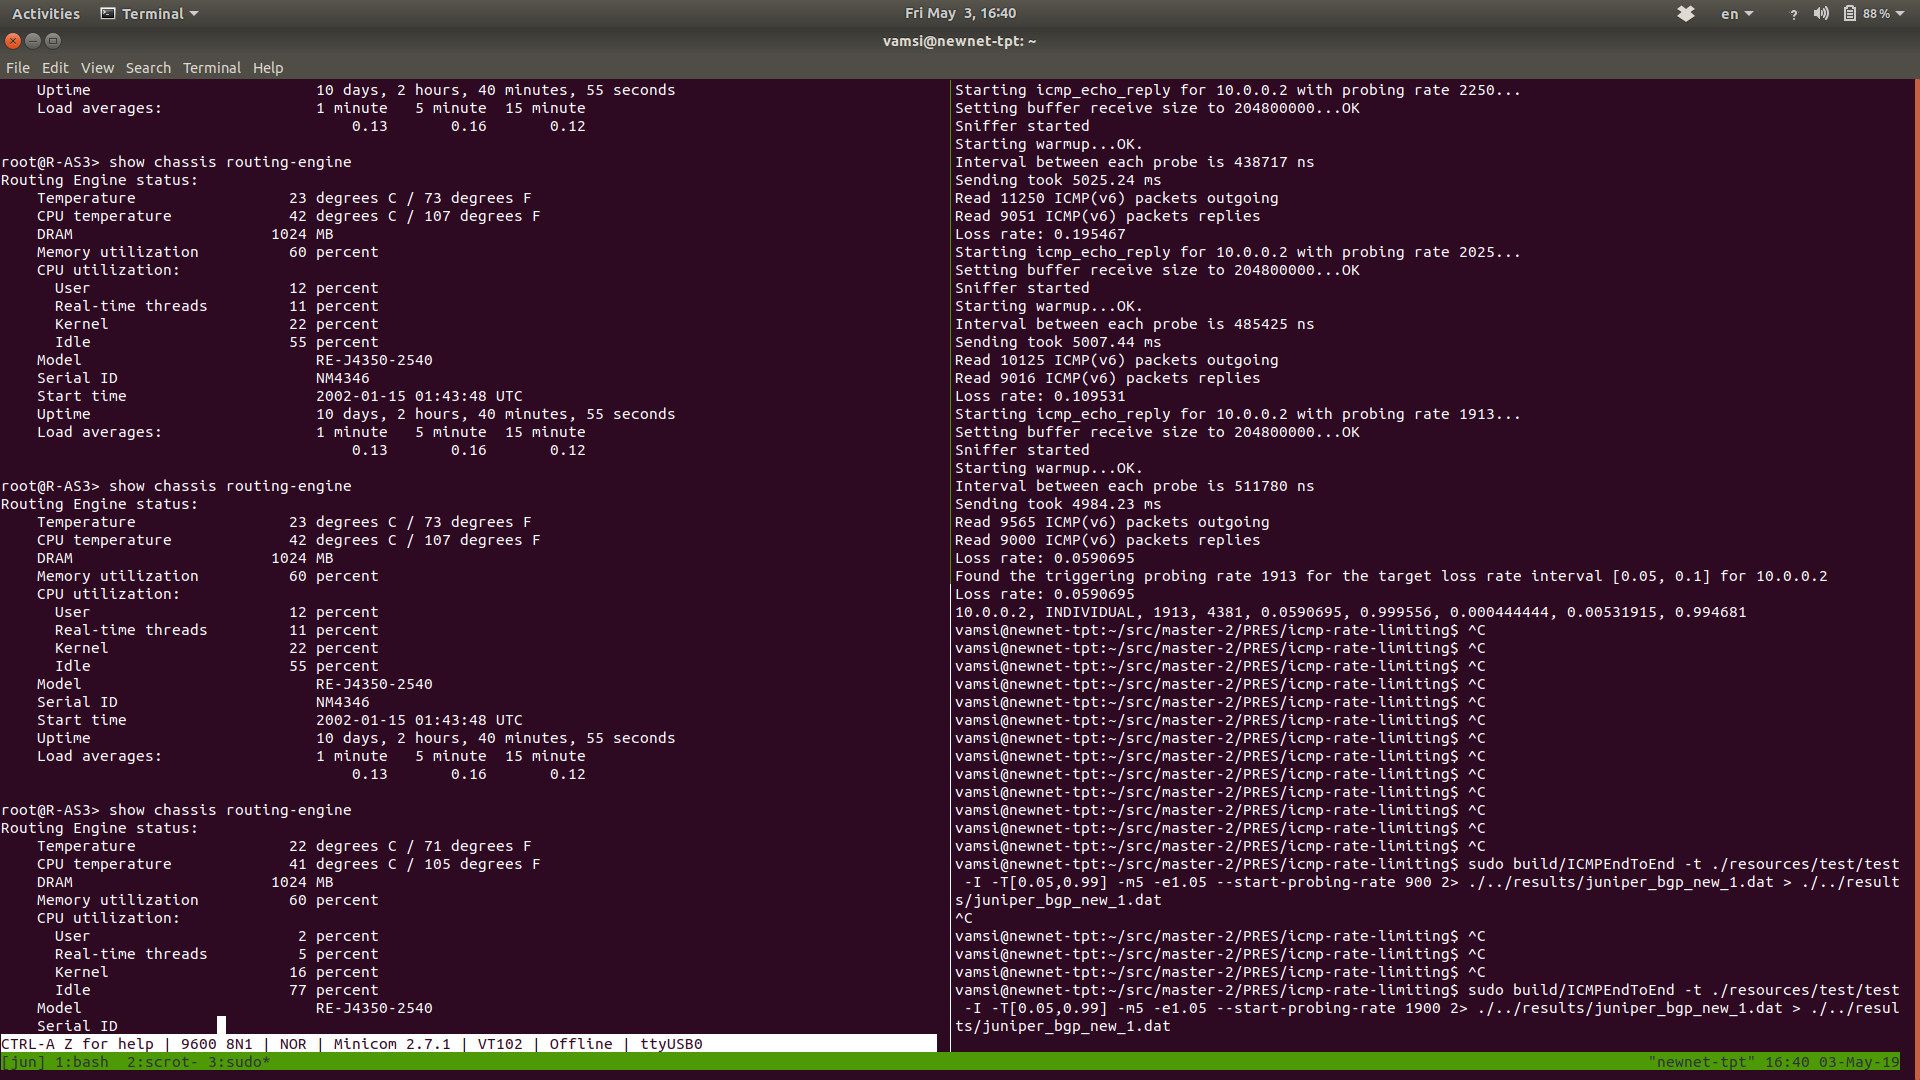 Activities Terminal Fri May 3, 16:40 en ? 88 %
vamsi@newnet-tpt: ~
File Edit View Search Terminal Help
Uptime 10 days, 2 hours, 40 minutes, 55 seconds
Load averages: 1 minute 5 minute 15 minute
0.13 0.16 0.12
root@R-AS3> show chassis routing-engine
Routing Engine status:
Temperature 23 degrees C / 73 degrees F
CPU temperature 42 degrees C / 107 degrees F
DRAM 1024 MB
Memory utilization 60 percent
CPU utilization:
User 12 percent
Real-time threads 11 percent
Kernel 22 percent
Idle 55 percent
Model RE-J4350-2540
Serial ID NM4346
Start time 2002-01-15 01:43:48 UTC
Uptime 10 days, 2 hours, 40 minutes, 55 seconds
Load averages: 1 minute 5 minute 15 minute
0.13 0.16 0.12
root@R-AS3> show chassis routing-engine
Routing Engine status:
Temperature 23 degrees C / 73 degrees F
CPU temperature 42 degrees C / 107 degrees F
DRAM 1024 MB
Memory utilization 60 percent
CPU utilization:
User 12 percent
Real-time threads 11 percent
Kernel 22 percent
Idle 55 percent
Model RE-J4350-2540
Serial ID NM4346
Start time 2002-01-15 01:43:48 UTC
Uptime 10 days, 2 hours, 40 minutes, 55 seconds
Load averages: 1 minute 5 minute 15 minute
0.13 0.16 0.12
root@R-AS3> show chassis routing-engine
Routing Engine status:
Temperature 22 degrees C / 71 degrees F
CPU temperature 41 degrees C / 105 degrees F
DRAM 1024 MB
Memory utilization 60 percent
CPU utilization:
User 2 percent
Real-time threads 5 percent
Kernel 16 percent
Idle 77 percent
Model RE-J4350-2540
Serial ID
CTRL-A Z for help | 9600 8N1 | NOR | Minicom 2.7.1 | VT102 | Offline | ttyUSB0
Starting icmp_echo_reply for 10.0.0.2 with probing rate 2250...
Setting buffer receive size to 204800000...OK
Sniffer started
Starting warmup...OK.
Interval between each probe is 438717 ns
Sending took 5025.24 ms
Read 11250 ICMP(v6) packets outgoing
Read 9051 ICMP(v6) packets replies
Loss rate: 0.195467
Starting icmp_echo_reply for 10.0.0.2 with probing rate 2025...
Setting buffer receive size to 204800000...OK
Sniffer started
Starting warmup...OK.
Interval between each probe is 485425 ns
Sending took 5007.44 ms
Read 10125 ICMP(v6) packets outgoing
Read 9016 ICMP(v6) packets replies
Loss rate: 0.109531
Starting icmp_echo_reply for 10.0.0.2 with probing rate 1913...
Setting buffer receive size to 204800000...OK
Sniffer started
Starting warmup...OK.
Interval between each probe is 511780 ns
Sending took 4984.23 ms
Read 9565 ICMP(v6) packets outgoing
Read 9000 ICMP(v6) packets replies
Loss rate: 0.0590695
Found the triggering probing rate 1913 for the target loss rate interval [0.05, 0.1] for 10.0.0.2
Loss rate: 0.0590695
10.0.0.2, INDIVIDUAL, 1913, 4381, 0.0590695, 0.999556, 0.000444444, 0.00531915, 0.994681
vamsi@newnet-tpt:~/src/master-2/PRES/icmp-rate-limiting$ ^C
vamsi@newnet-tpt:~/src/master-2/PRES/icmp-rate-limiting$ ^C
vamsi@newnet-tpt:~/src/master-2/PRES/icmp-rate-limiting$ ^C
vamsi@newnet-tpt:~/src/master-2/PRES/icmp-rate-limiting$ ^C
vamsi@newnet-tpt:~/src/master-2/PRES/icmp-rate-limiting$ ^C
vamsi@newnet-tpt:~/src/master-2/PRES/icmp-rate-limiting$ ^C
vamsi@newnet-tpt:~/src/master-2/PRES/icmp-rate-limiting$ ^C
vamsi@newnet-tpt:~/src/master-2/PRES/icmp-rate-limiting$ ^C
vamsi@newnet-tpt:~/src/master-2/PRES/icmp-rate-limiting$ ^C
vamsi@newnet-tpt:~/src/master-2/PRES/icmp-rate-limiting$ ^C
vamsi@newnet-tpt:~/src/master-2/PRES/icmp-rate-limiting$ ^C
vamsi@newnet-tpt:~/src/master-2/PRES/icmp-rate-limiting$ ^C
vamsi@newnet-tpt:~/src/master-2/PRES/icmp-rate-limiting$ ^C
vamsi@newnet-tpt:~/src/master-2/PRES/icmp-rate-limiting$ sudo build/ICMPEndToEnd -t ./resources/test/test
-I -T[0.05,0.99] -m5 -e1.05 --start-probing-rate 900 2> ./../results/juniper_bgp_new_1.dat > ./../result
s/juniper_bgp_new_1.dat
^C
vamsi@newnet-tpt:~/src/master-2/PRES/icmp-rate-limiting$ ^C
vamsi@newnet-tpt:~/src/master-2/PRES/icmp-rate-limiting$ ^C
vamsi@newnet-tpt:~/src/master-2/PRES/icmp-rate-limiting$ ^C
vamsi@newnet-tpt:~/src/master-2/PRES/icmp-rate-limiting$ sudo build/ICMPEndToEnd -t ./resources/test/test
-I -T[0.05,0.99] -m5 -e1.05 --start-probing-rate 1900 2> ./../results/juniper_bgp_new_1.dat > ./../resul
ts/juniper_bgp_new_1.dat
[jun] 1:bash 2:scrot- 3:sudo* "newnet-tpt" 16:40 03-May-19